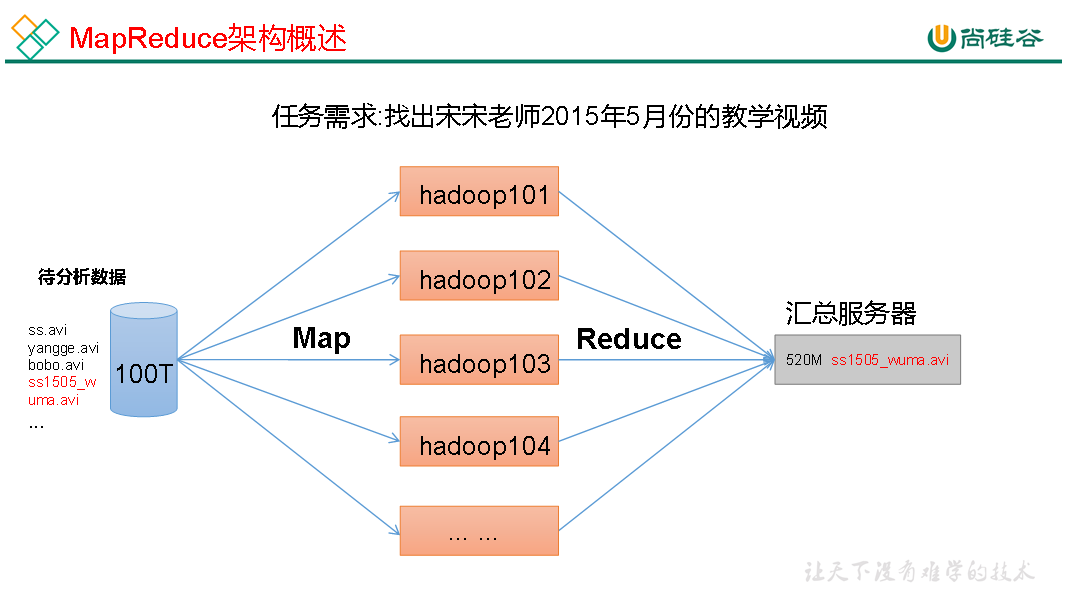 MapReduce架构概述
尚硅谷
任务需求:找出宋宋老师2015年5月份的教学视频
待分析数据
ss.avi
yangge.avi
bobo.avi
ss1505_w
uma.avi
...
100T
Map
hadoop101
hadoop102
hadoop103
hadoop104
... ...
Reduce
汇总服务器
520M ss1505_wuma.avi
让天下没有难学的技术